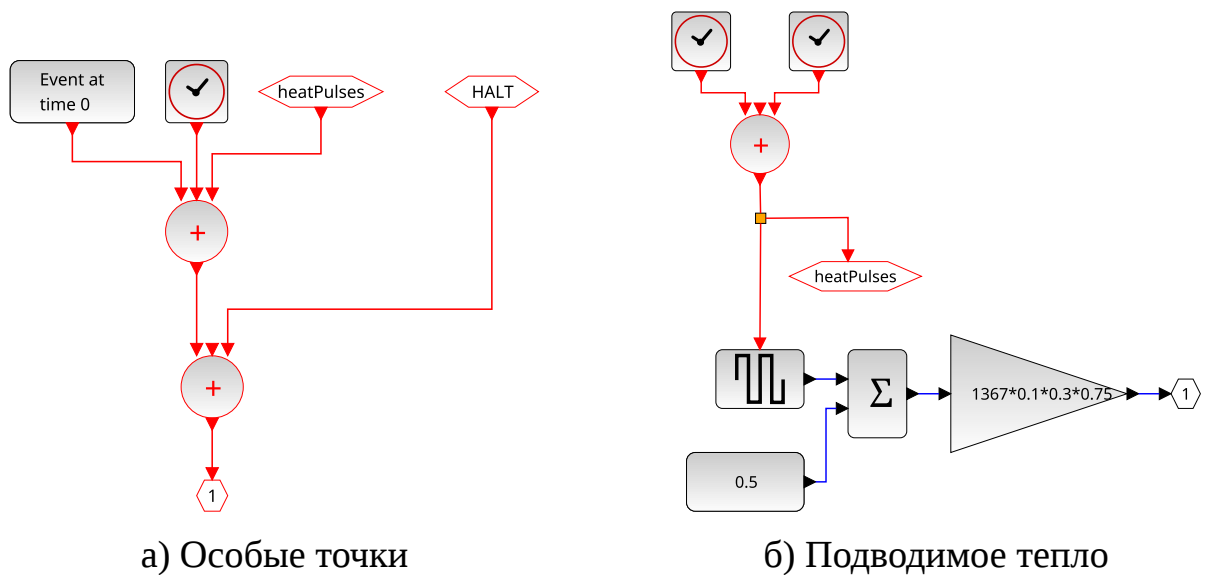 Event at
time 0
heatPulses
HALT
+
+
1
а) Особые точки
+
heatPulses
Σ
1367*0.1*0.3*0.75
1
0.5
б) Подводимое тепло